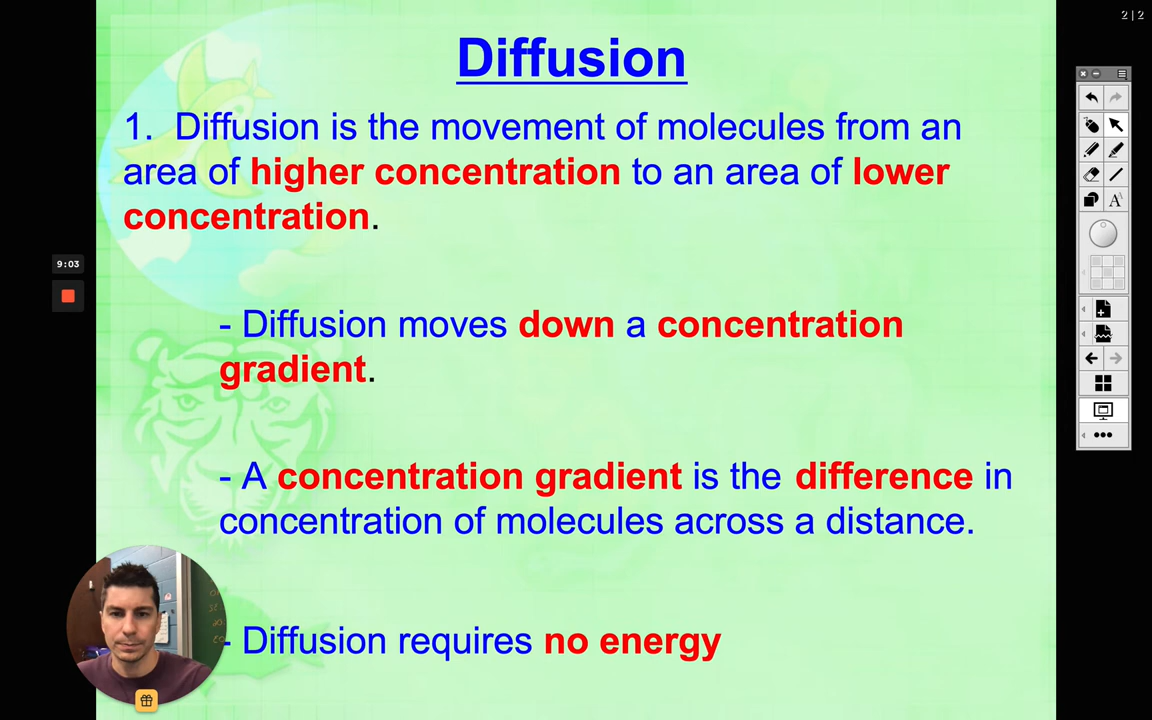 2 | 2
Diffusion
1. Diffusion is the movement of molecules from an
area of higher concentration to an area of lower
concentration.
9:03
- Diffusion moves down a concentration
gradient.
- A concentration gradient is the difference in
concentration of molecules across a distance.
- Diffusion requires no energy